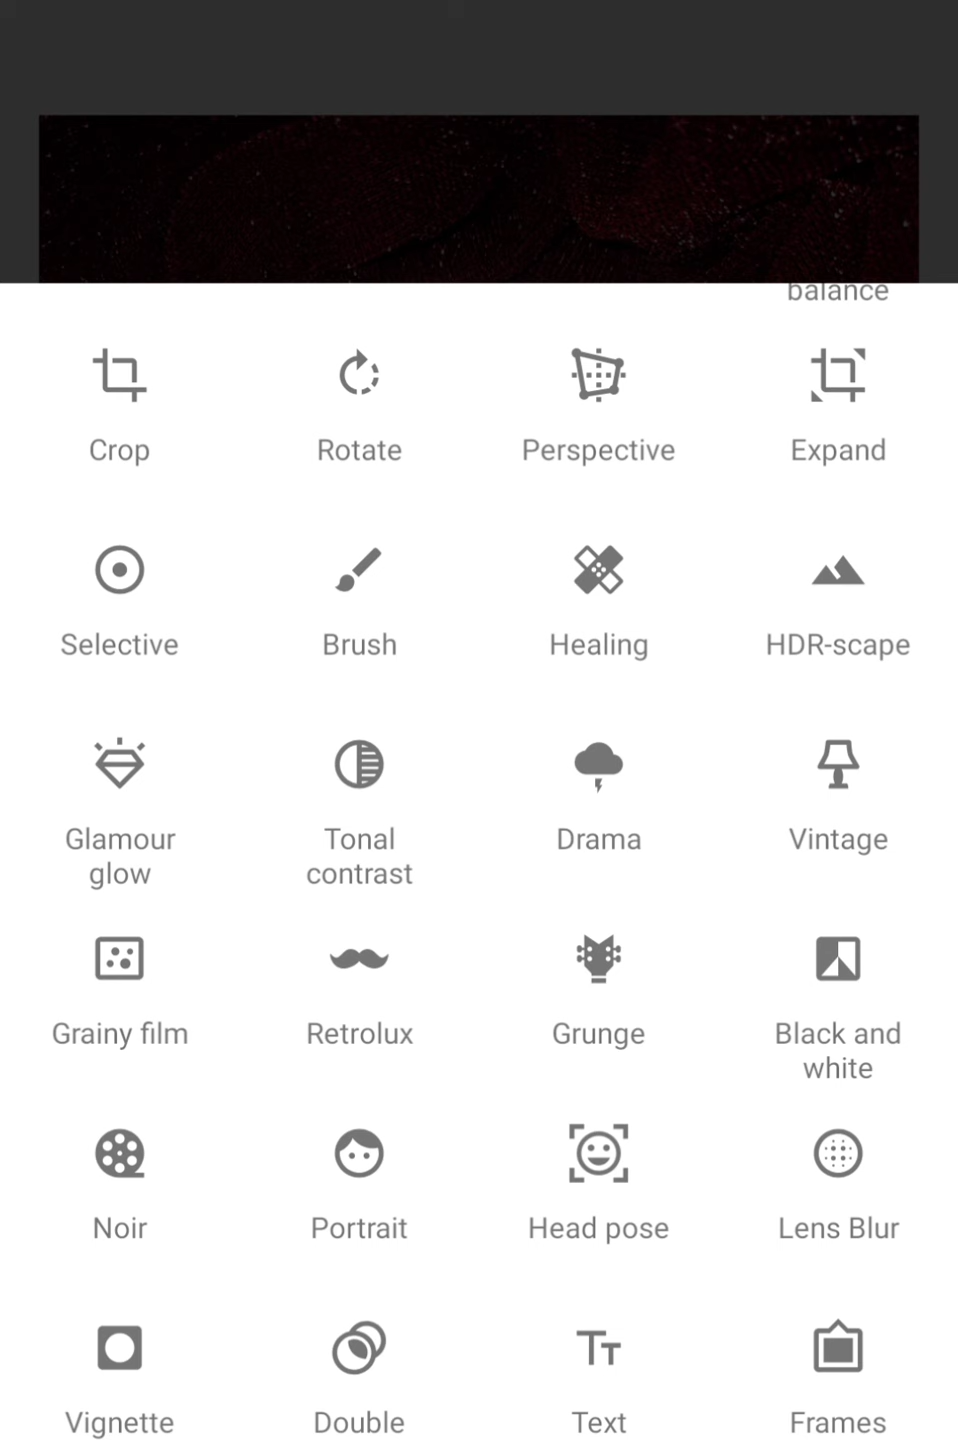 balance
Crop Rotate Perspective Expand
Selective Brush Healing HDR-scape
Glamour Tonal Drama Vintage
glow contrast
Grainy film Retrolux Grunge Black and
white
Noir Portrait Head pose Lens Blur
Vignette Double Text Frames